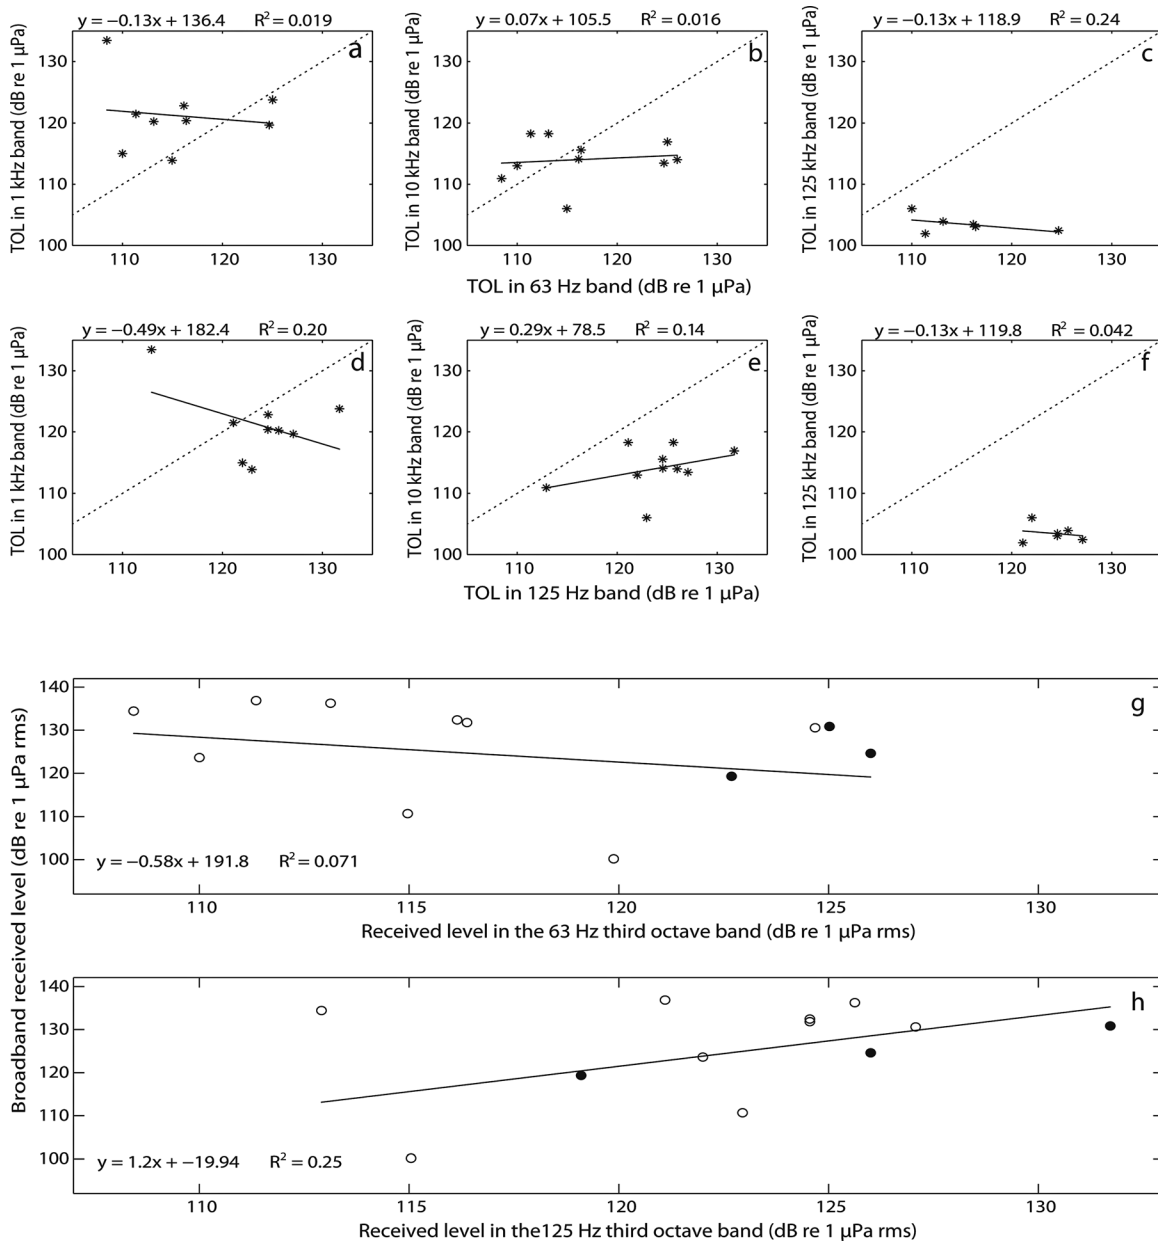 y = −0.13x + 136.4 R² = 0.019
y = 0.07x + 105.5 R² = 0.016
y = −0.13x + 118.9 R² = 0.24
a
b
c
TOL in 1 kHz band (dB re 1 µPa)
130
120
110
100
110 120 130
TOL in 10 kHz band (dB re 1 µPa)
130
120
110
100
110 120 130
TOL in 125 kHz band (dB re 1 µPa)
130
120
110
100
110 120 130
TOL in 63 Hz band (dB re 1 µPa)
y = −0.49x + 182.4 R² = 0.20
y = 0.29x + 78.5 R² = 0.14
y = −0.13x + 119.8 R² = 0.042
d
e
f
TOL in 1 kHz band (dB re 1 µPa)
130
120
110
100
110 120 130
TOL in 10 kHz band (dB re 1 µPa)
130
120
110
100
110 120 130
TOL in 125 kHz band (dB re 1 µPa)
130
120
110
100
110 120 130
TOL in 125 Hz band (dB re 1 µPa)
Broadband received level (dB re 1 µPa rms)
g
140
130
120
110
100
y = −0.58x + 191.8 R² = 0.071
110 115 120 125 130
Received level in the 63 Hz third octave band (dB re 1 µPa rms)
h
140
130
120
110
100
y = 1.2x + −19.94 R² = 0.25
110 115 120 125 130
Received level in the125 Hz third octave band (dB re 1 µPa rms)